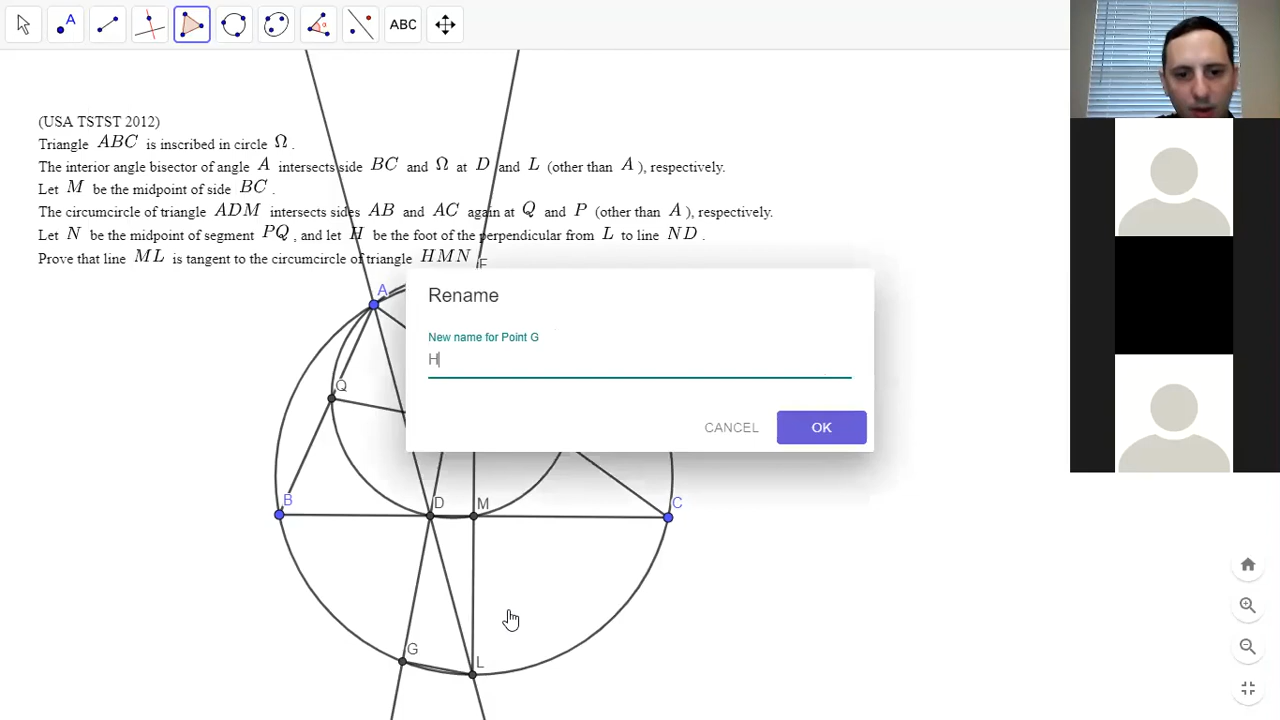 A
ABC
(USA TSTST 2012)
Triangle ABC is inscribed in circle Ω .
The interior angle bisector of angle A intersects side BC and Ω at D and L (other than A ), respectively.
Let M be the midpoint of side BC .
The circumcircle of triangle ADM intersects sides AB and AC again at Q and P (other than A ), respectively.
Let N be the midpoint of segment PQ , and let H be the foot of the perpendicular from L to line ND .
Prove that line ML is tangent to the circumcircle of triangle HMN
A
Rename
New name for Point G
H
CANCEL
OK
Q
B
D
M
C
G
L